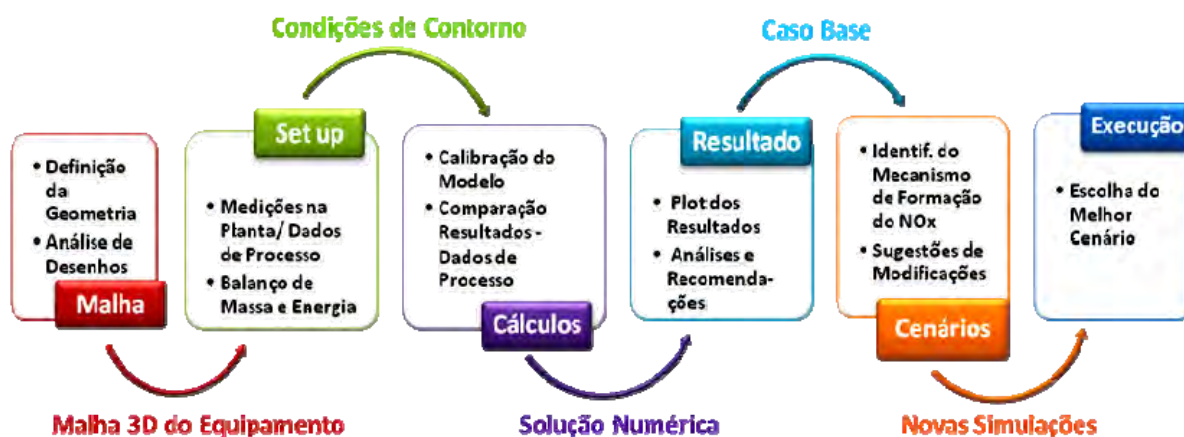 Condições de Contorno
Caso Base
• Definição
da
Geometria
• Análise de
Desenhos
Malha
Set up
• Medições na
Planta/ Dados
de Processo
• Balanço de
Massa e Energia
• Calibração do
Modelo
• Comparação
Resultados -
Dados de
Processo
Cálculos
Resultado
• Plot dos
Resultados
• Análises e
Recomenda-
ções
• Identif. do
Mecanismo
de Formação
do NOx
• Sugestões de
Modificações
Cenários
Execução
• Escolha do
Melhor
Cenário
Malha 3D do Equipamento
Solução Numérica
Novas Simulações